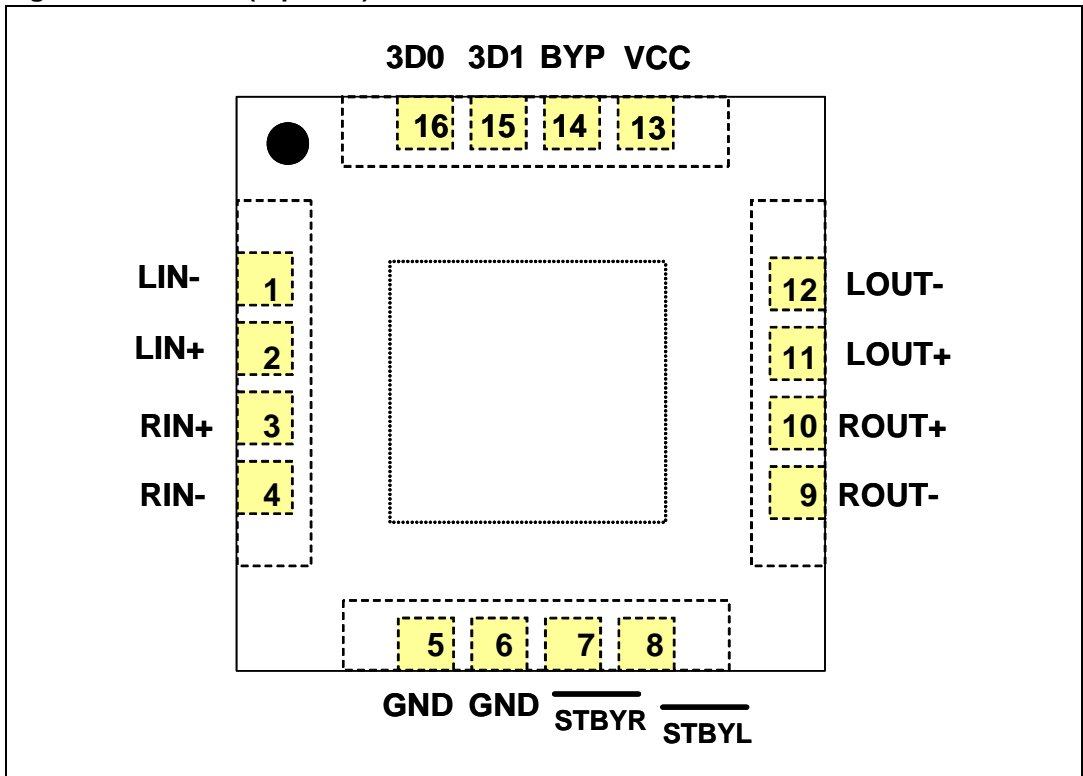 3D0 3D1 BYP VCC
16 15 14 13
LIN- 1 12 LOUT-
LIN+ 2 11 LOUT+
RIN+ 3 10 ROUT+
RIN- 4 9 ROUT-
5 6 7 8
GND GND STBYR STBYL